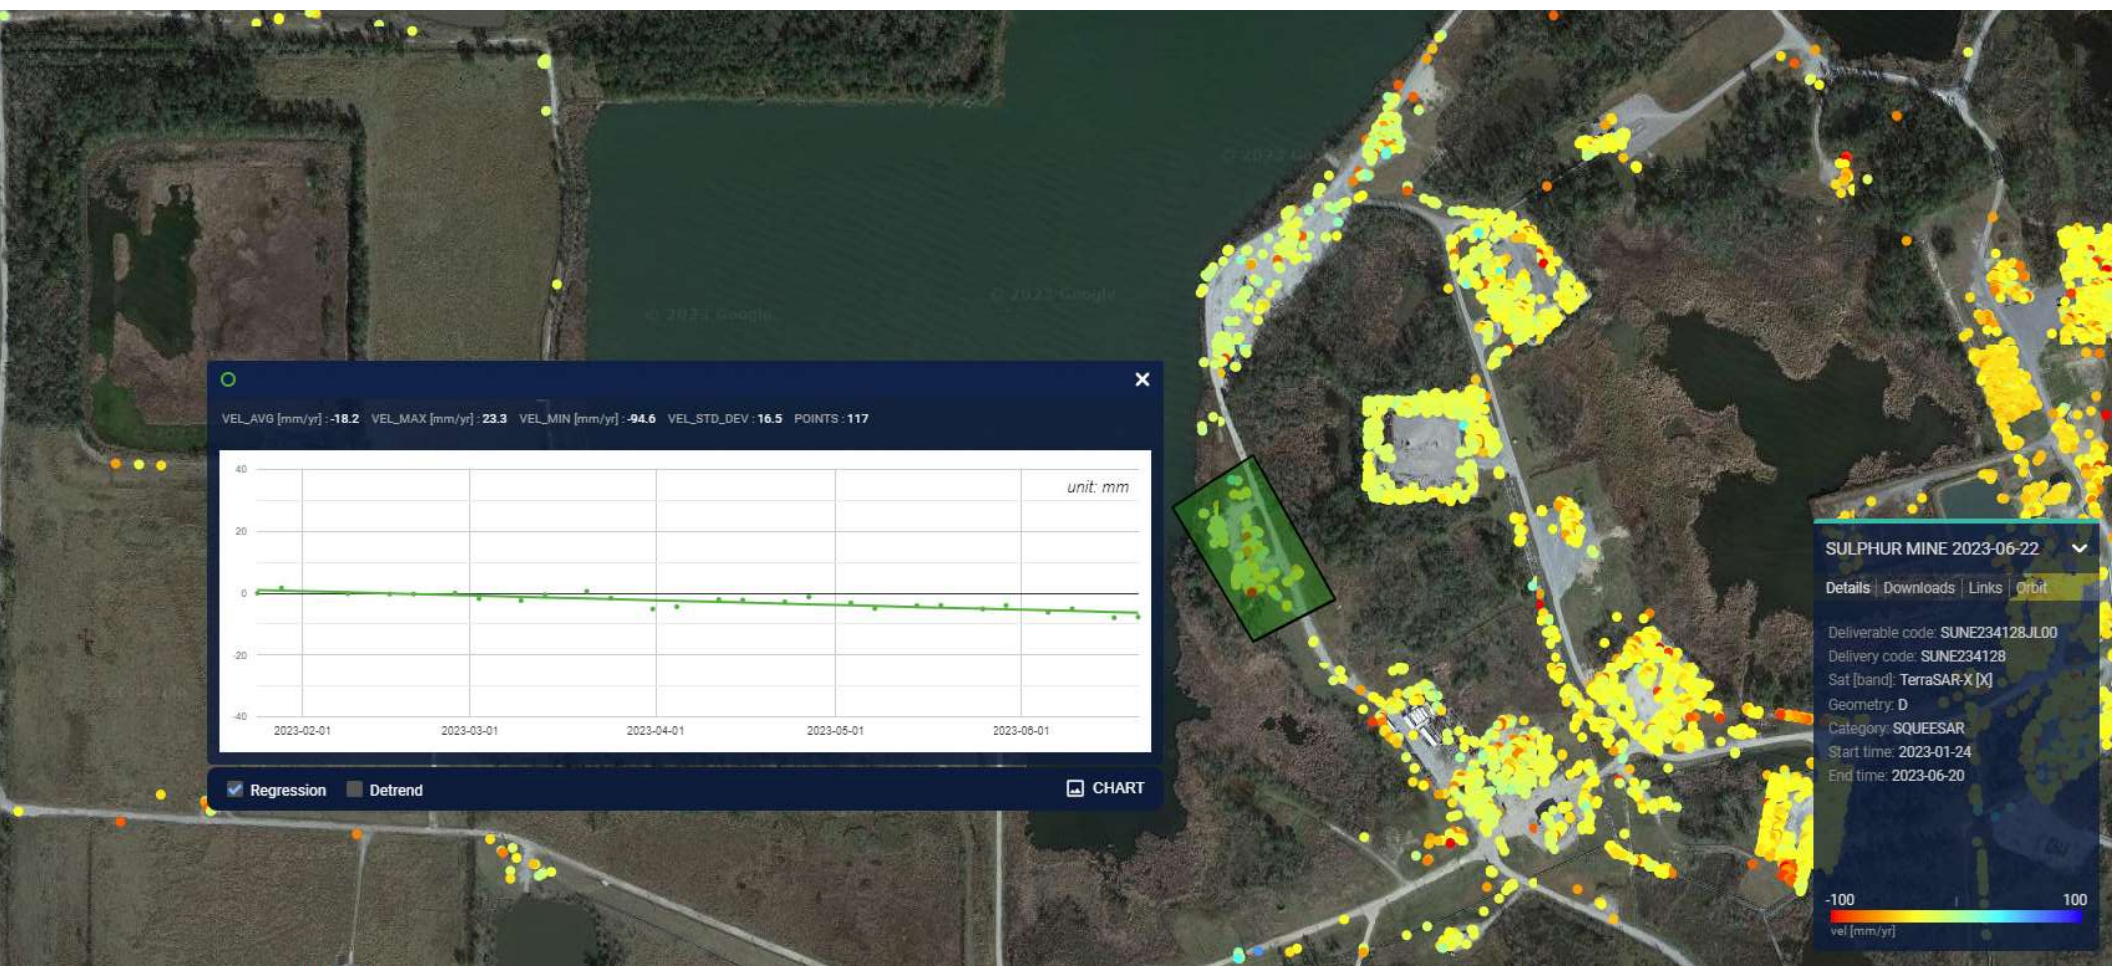 © 2023 Google
© 2023 Google
VEL_AVG [mm/yr] : -18.2 VEL_MAX [mm/yr] : 23.3 VEL_MIN [mm/yr] : -94.6 VEL_STD_DEV : 16.5 POINTS : 117
unit: mm
40
20
0
-20
-40
2023-02-01 2023-03-01 2023-04-01 2023-05-01 2023-06-01
Regression Detrend CHART
SULPHUR MINE 2023-06-22
Details Downloads Links Orbit
Deliverable code: SUNE234128JL00
Delivery code: SUNE234128
Sat [band]: TerraSAR-X [X]
Geometry: D
Category: SQUEESAR
Start time: 2023-01-24
End time: 2023-06-20
-100 100
vel [mm/yr]